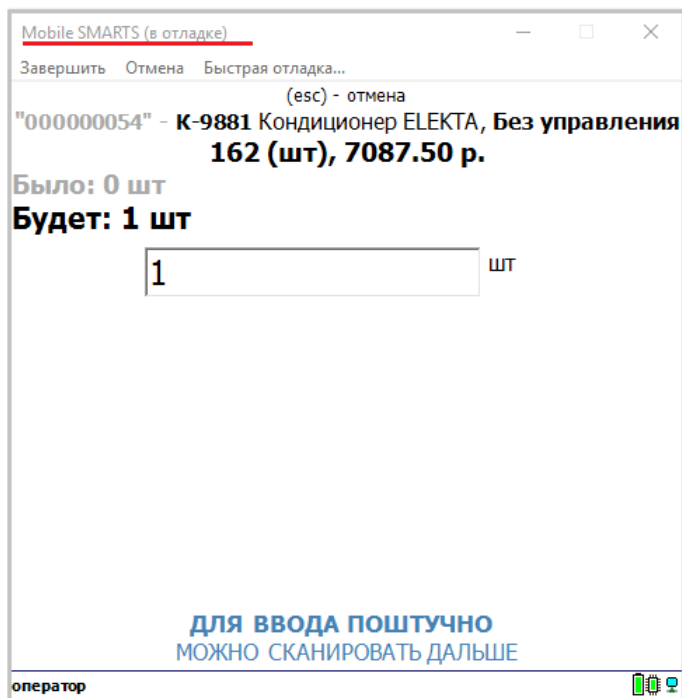 Mobile SMARTS (в отладке)
Завершить Отмена Быстрая отладка...
(esc) - отмена
"000000054" - К-9881 Кондиционер ELEKTA, Без управления
162 (шт), 7087.50 р.
Было: 0 шт
Будет: 1 шт
1 шт
ДЛЯ ВВОДА ПОШТУЧНО
МОЖНО СКАНИРОВАТЬ ДАЛЬШЕ
оператор